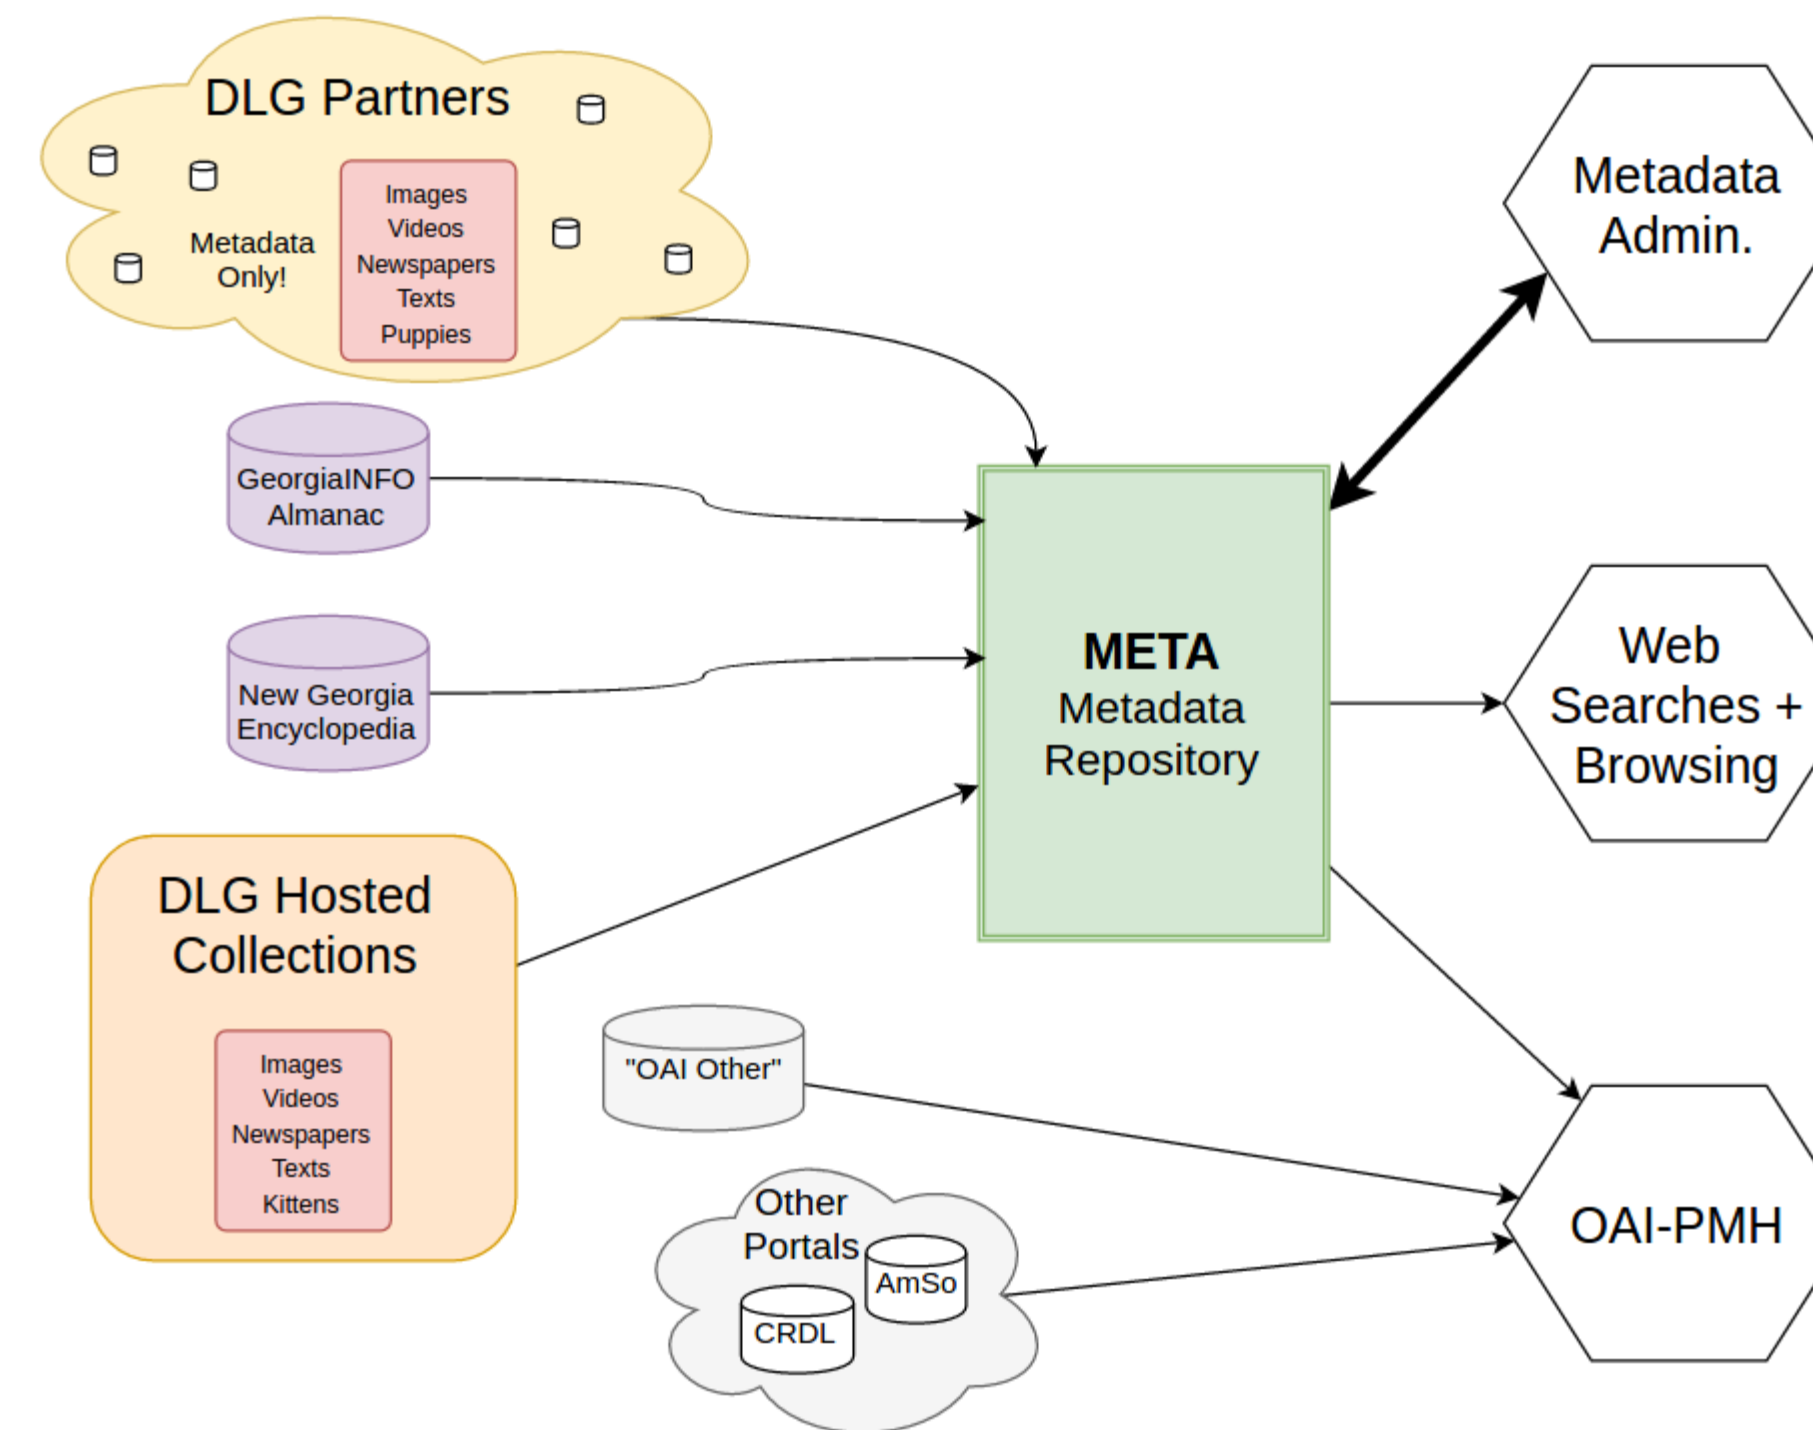 DLG Partners
Metadata
Only!
Images
Videos
Newspapers
Texts
Puppies
GeorgiaINFO
Almanac
New Georgia
Encyclopedia
DLG Hosted
Collections
Images
Videos
Newspapers
Texts
Kittens
META
Metadata
Repository
"OAI Other"
Other
Portals
AmSo
CRDL
Metadata
Admin.
Web
Searches +
Browsing
OAI-PMH